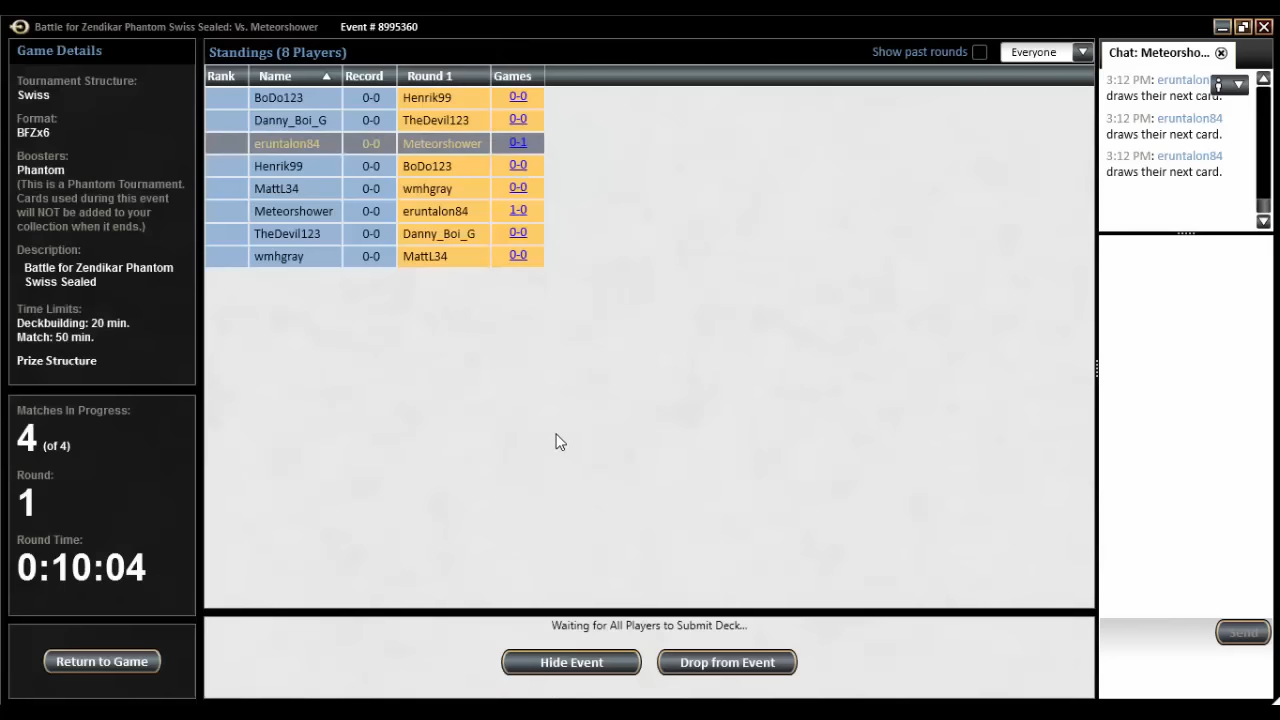 Battle for Zendikar Phantom Swiss Sealed: Vs. Meteorshower Event # 8995360
Game Details
Tournament Structure:
Swiss
Format:
BFZx6
Boosters:
Phantom
(This is a Phantom Tournament.
Cards used during this event
will NOT be added to your
collection when it ends.)
Description:
Battle for Zendikar Phantom
Swiss Sealed
Time Limits:
Deckbuilding: 20 min.
Match: 50 min.
Prize Structure
Matches In Progress:
4 (of 4)
Round:
1
Round Time:
0:10:04
Return to Game
Standings (8 Players) Show past rounds Everyone
Rank Name Record Round 1 Games
BoDo123 0-0 Henrik99 0-0
Danny_Boi_G 0-0 TheDevil123 0-0
eruntalon84 0-0 Meteorshower 0-1
Henrik99 0-0 BoDo123 0-0
MattL34 0-0 wmhgray 0-0
Meteorshower 0-0 eruntalon84 1-0
TheDevil123 0-0 Danny_Boi_G 0-0
wmhgray 0-0 MattL34 0-0
Waiting for All Players to Submit Deck...
Hide Event Drop from Event
Chat: Meteorsho...
3:12 PM: eruntalon
draws their next card.
3:12 PM: eruntalon84
draws their next card.
3:12 PM: eruntalon84
draws their next card.
Send